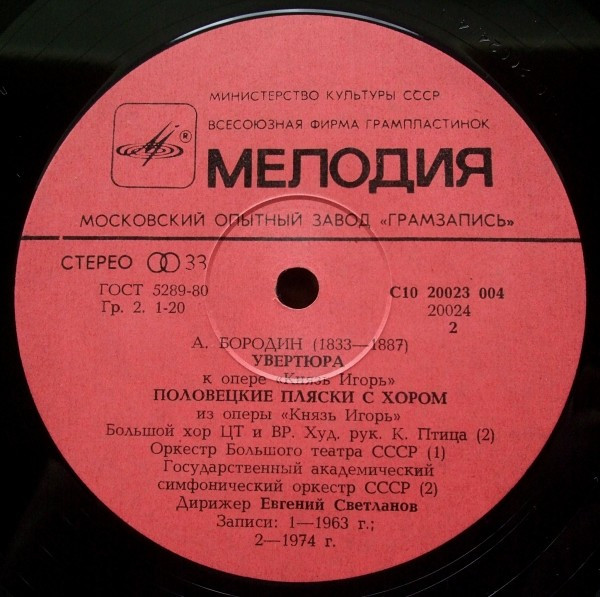 МИНИСТЕРСТВО КУЛЬТУРЫ СССР
ВСЕСОЮЗНАЯ ФИРМА ГРАМПЛАСТИНОК
®
МЕЛОДИЯ
МОСКОВСКИЙ ОПЫТНЫЙ ЗАВОД «ГРАМЗАПИСЬ»
СТЕРЕО 33
ГОСТ 5289-80
Гр. 2. 1-20
С10 20023 004
20024
2
А. БОРОДИН (1833—1887)
УВЕРТЮРА
к опере «Князь Игорь»
ПОЛОВЕЦКИЕ ПЛЯСКИ С ХОРОМ
из оперы «Князь Игорь»
Большой хор ЦТ и ВР. Худ. рук. К. Птица (2)
Оркестр Большого театра СССР (1)
Государственный академический
симфонический оркестр СССР (2)
Дирижер Евгений Светланов
Записи: 1—1963 г.;
2—1974 г.